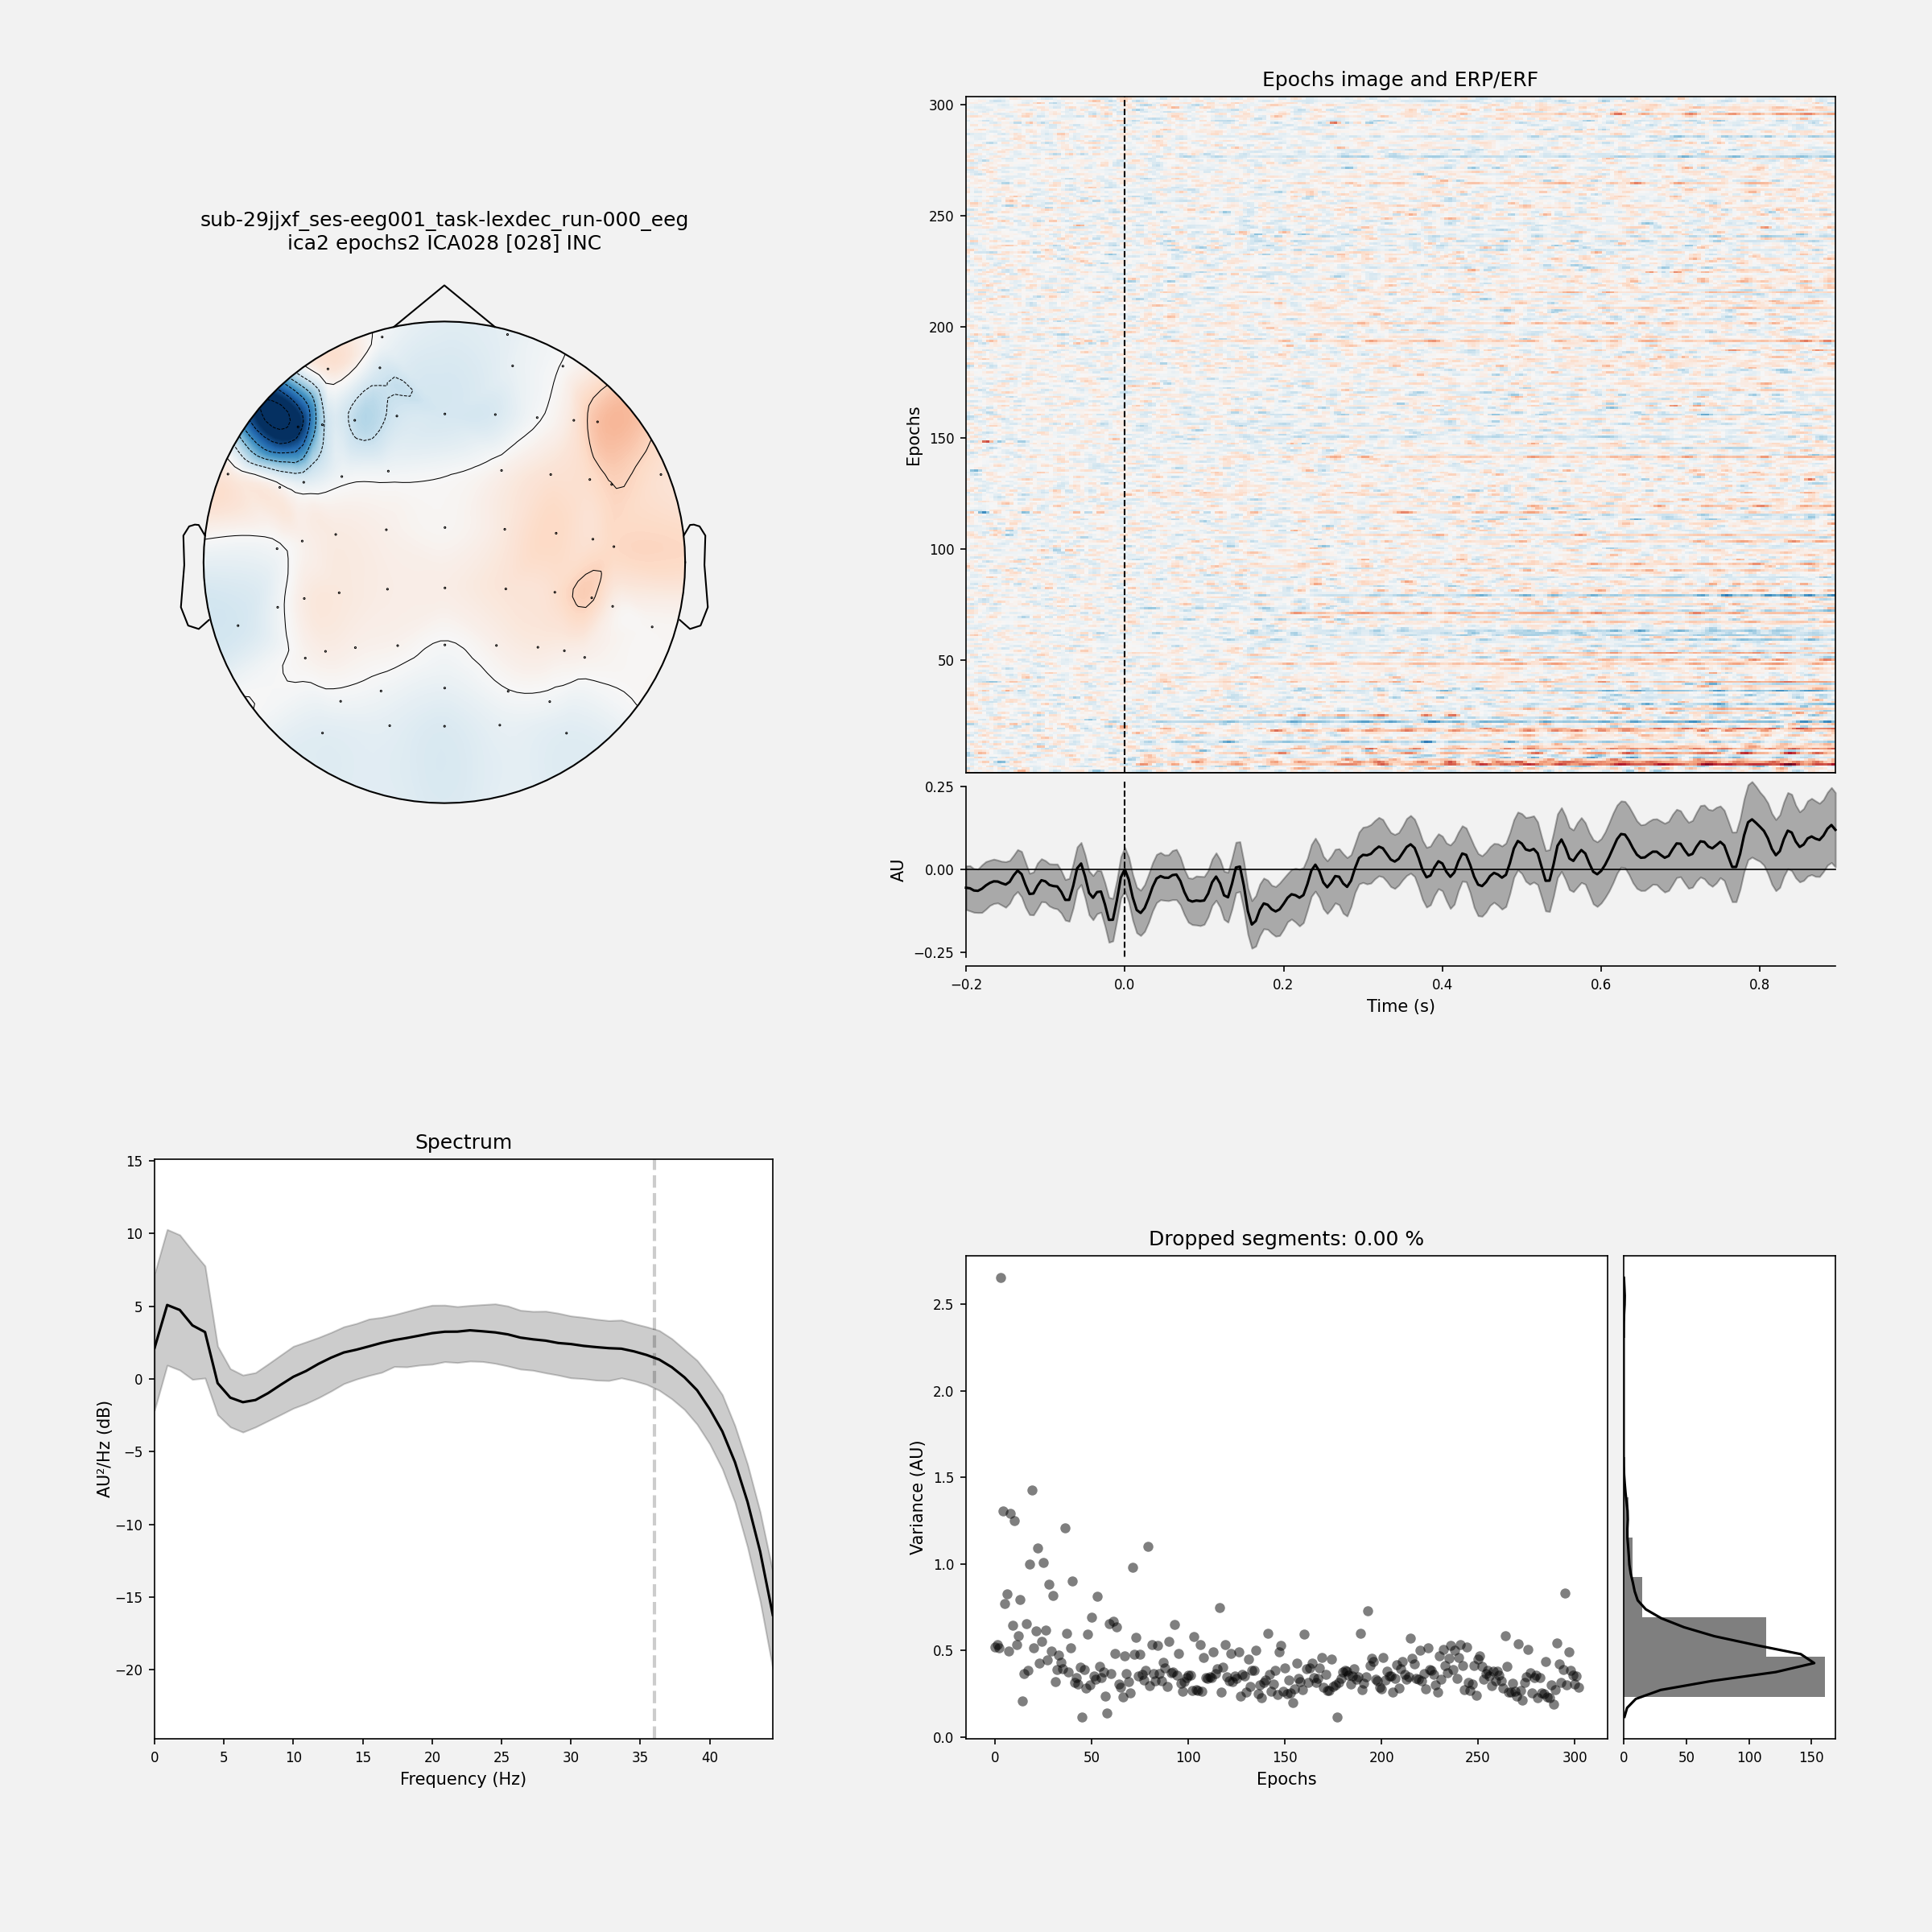 sub-29jjxf_ses-eeg001_task-lexdec_run-000_eeg
ica2 epochs2 ICA028 [028] INC
Epochs image and ERP/ERF
300
250
200
150
100
50
Epochs
0.25
0.00
−0.25
AU
−0.2 0.0 0.2 0.4 0.6 0.8
Time (s)
Spectrum
15
10
5
0
−5
−10
−15
−20
AU²/Hz (dB)
0 5 10 15 20 25 30 35 40
Frequency (Hz)
Dropped segments: 0.00 %
2.5
2.0
1.5
1.0
0.5
0.0
Variance (AU)
0 50 100 150 200 250 300
Epochs
0 50 100 150